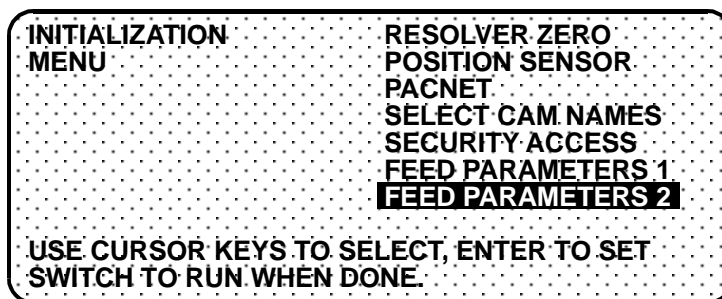 INITIALIZATION MENU
RESOLVER ZERO
POSITION SENSOR
PACNET
SELECT CAM NAMES
SECURITY ACCESS
FEED PARAMETERS 1
FEED PARAMETERS 2
USE CURSOR KEYS TO SELECT, ENTER TO SET
SWITCH TO RUN WHEN DONE.